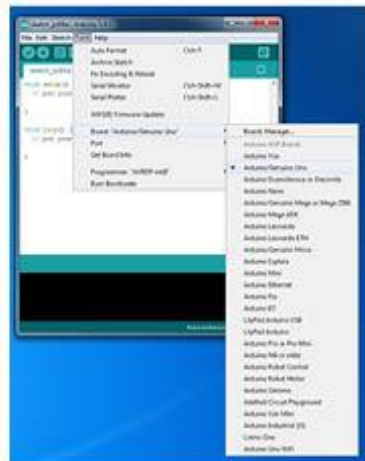 File Edit Sketch Tools Help
Auto Format Ctrl+T
Archive Sketch
Fix Encoding & Reload
Serial Monitor Ctrl+Shift+M
Serial Plotter Ctrl+Shift+L
WiFi101 Firmware Updater
Board: "Arduino/Genuino Uno"
Port
Get Board Info
Programmer: "AVRISP mkII"
Burn Bootloader
Boards Manager...
Arduino AVR Boards
Arduino Yún
Arduino/Genuino Uno
Arduino Duemilanove or Diecimila
Arduino Nano
Arduino/Genuino Mega or Mega 2560
Arduino Mega ADK
Arduino Leonardo
Arduino Leonardo ETH
Arduino/Genuino Micro
Arduino Esplora
Arduino Mini
Arduino Ethernet
Arduino Fio
Arduino BT
LilyPad Arduino USB
LilyPad Arduino
Arduino Pro or Pro Mini
Arduino NG or older
Arduino Robot Control
Arduino Robot Motor
Arduino Gemma
Adafruit Circuit Playground
Arduino Yún Mini
Arduino Industrial 101
Linino One
Arduino Uno WiFi